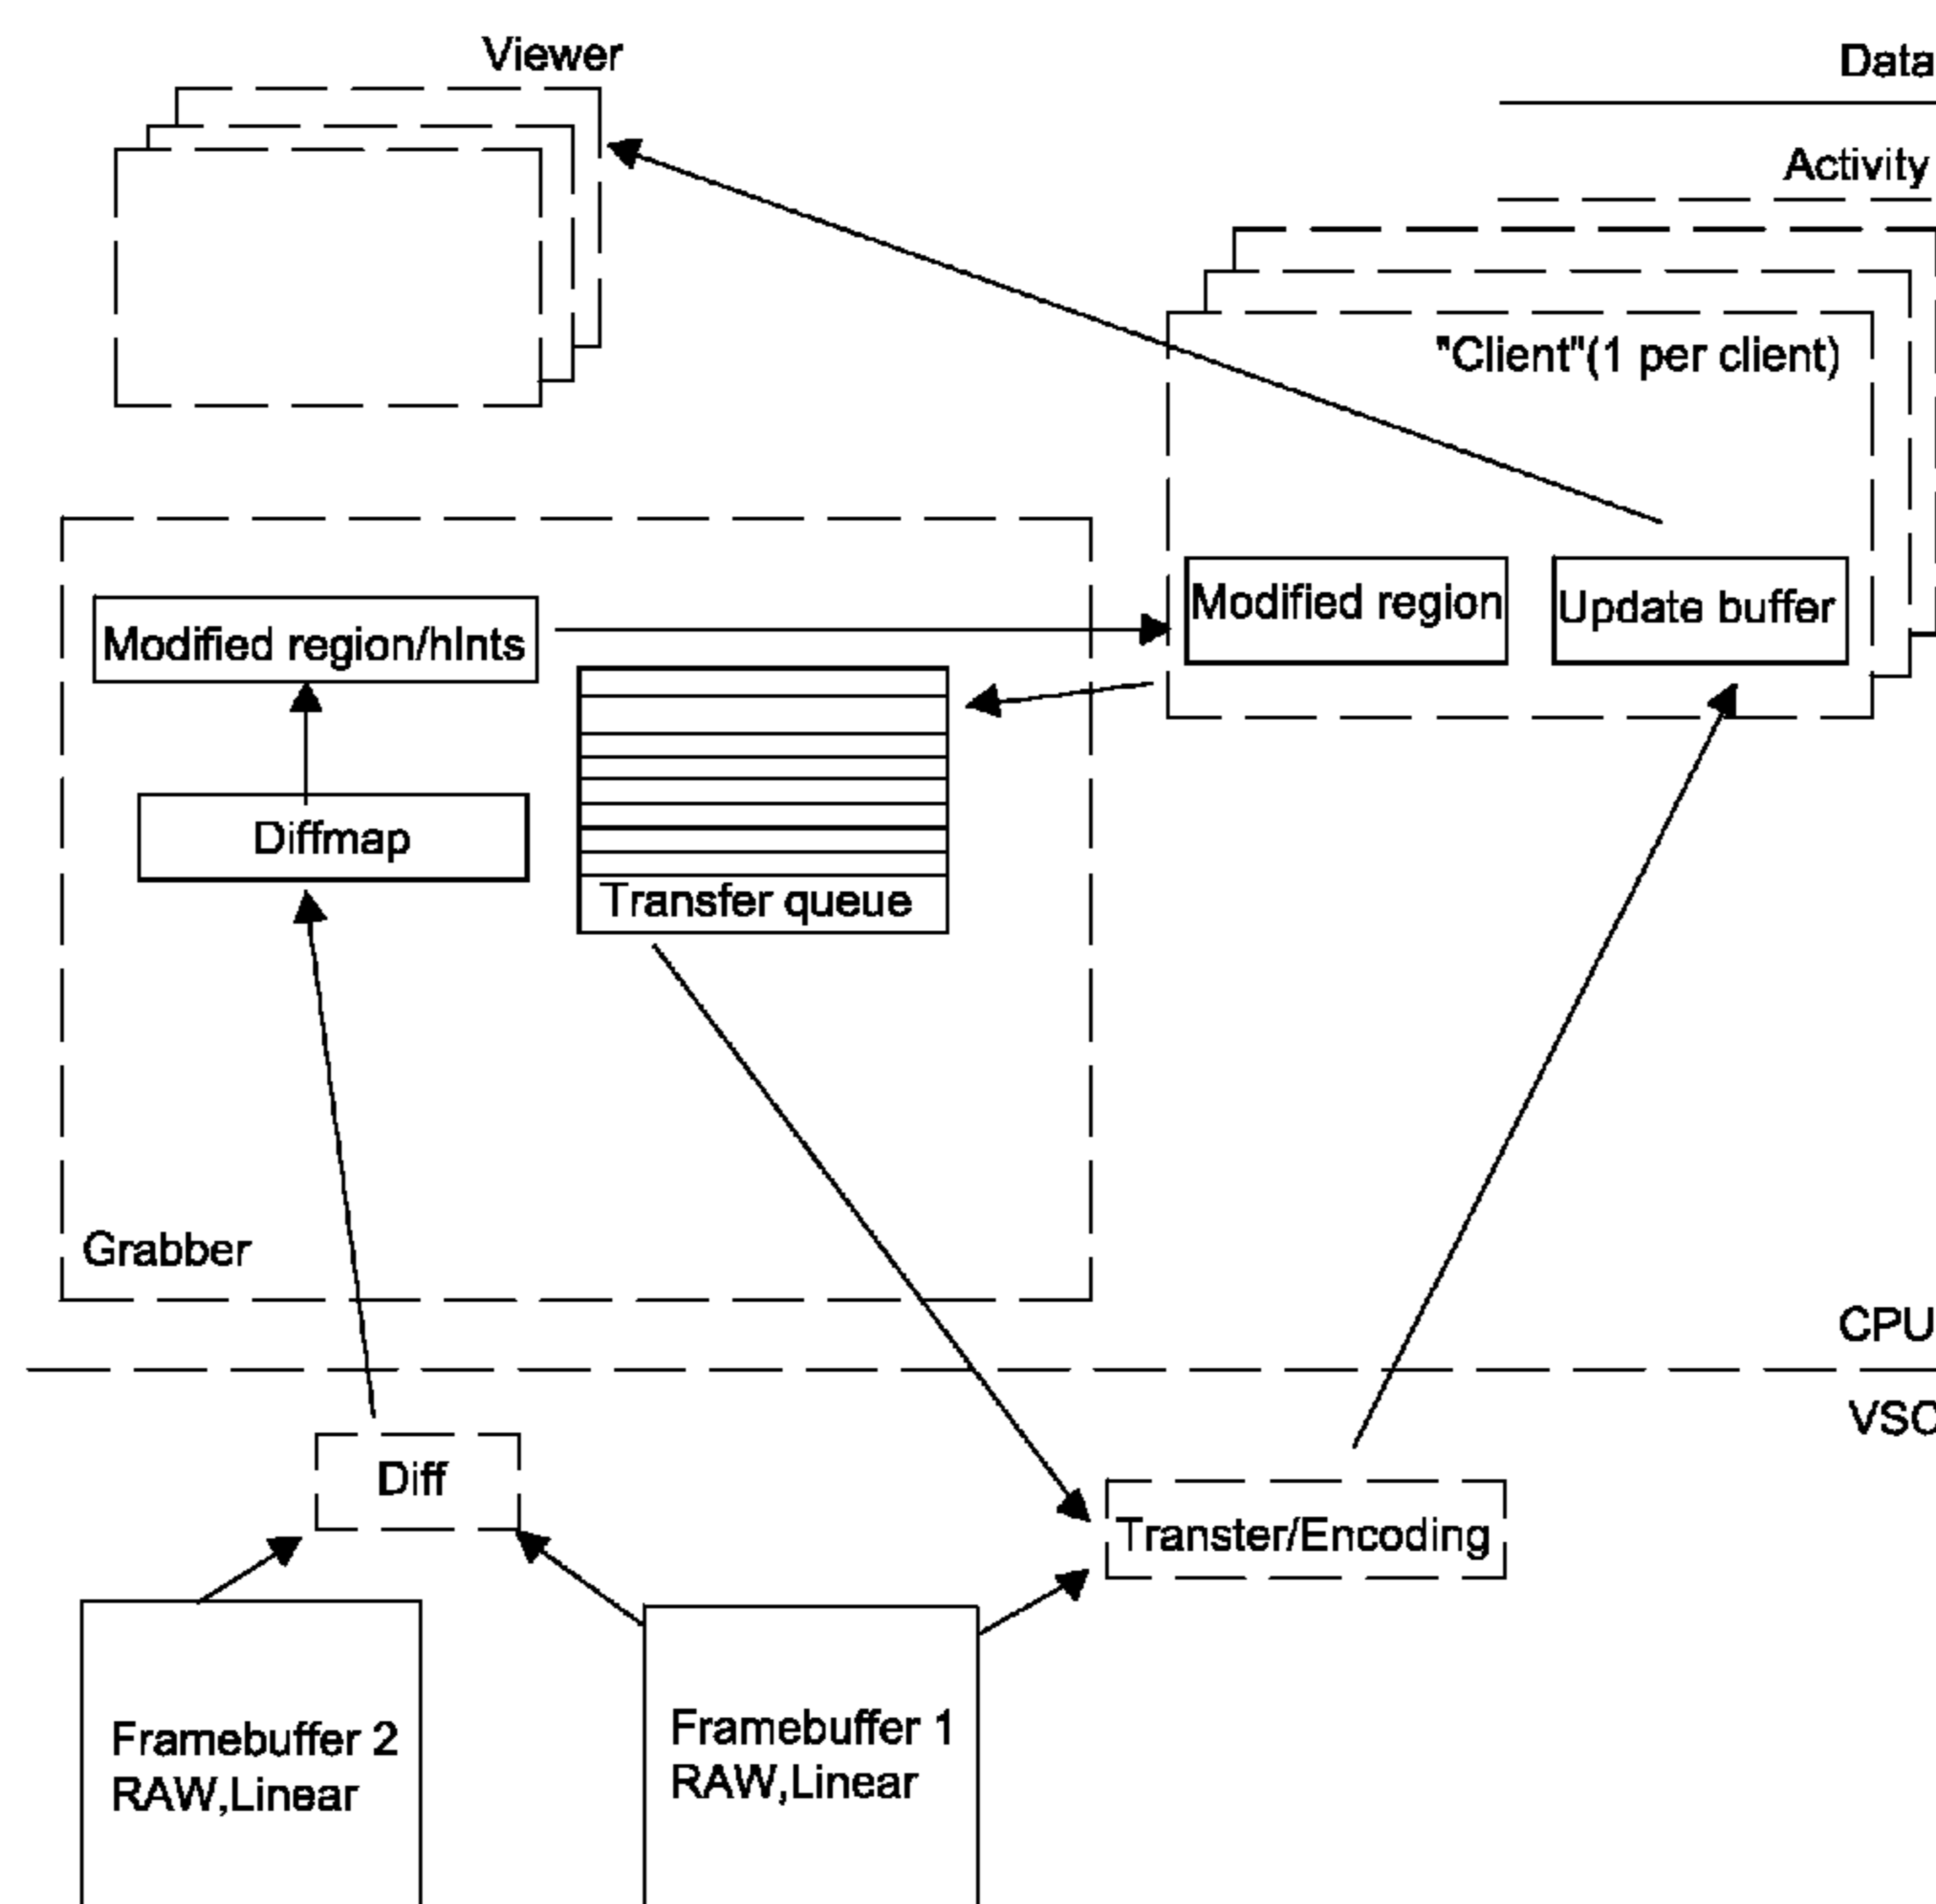 Viewer
Data
Activity
"Client"(1 per client)
Modified region/hInts
Modified region
Update buffer
Diffmap
Transfer queue
Grabber
CPU
VSC
Diff
Transter/Encoding
Framebuffer 2
RAW,Linear
Framebuffer 1
RAW,Linear